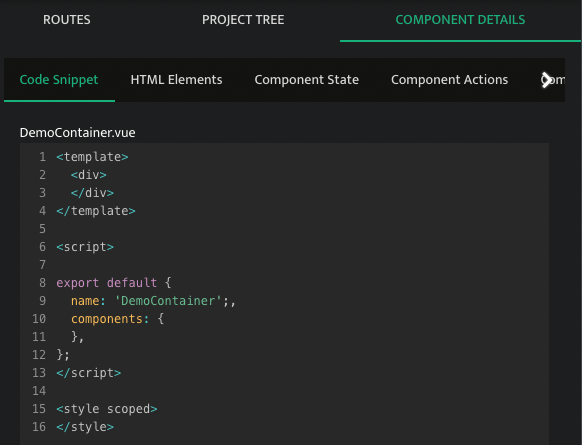 ROUTES PROJECT TREE COMPONENT DETAILS
Code Snippet HTML Elements Component State Component Actions
DemoContainer.vue
1 <template>
2 <div>
3 </div>
4 </template>
5
6 <script>
7
8 export default {
9 name: 'DemoContainer';,
10 components: {
11 },
12 };
13 </script>
14
15 <style scoped>
16 </style>